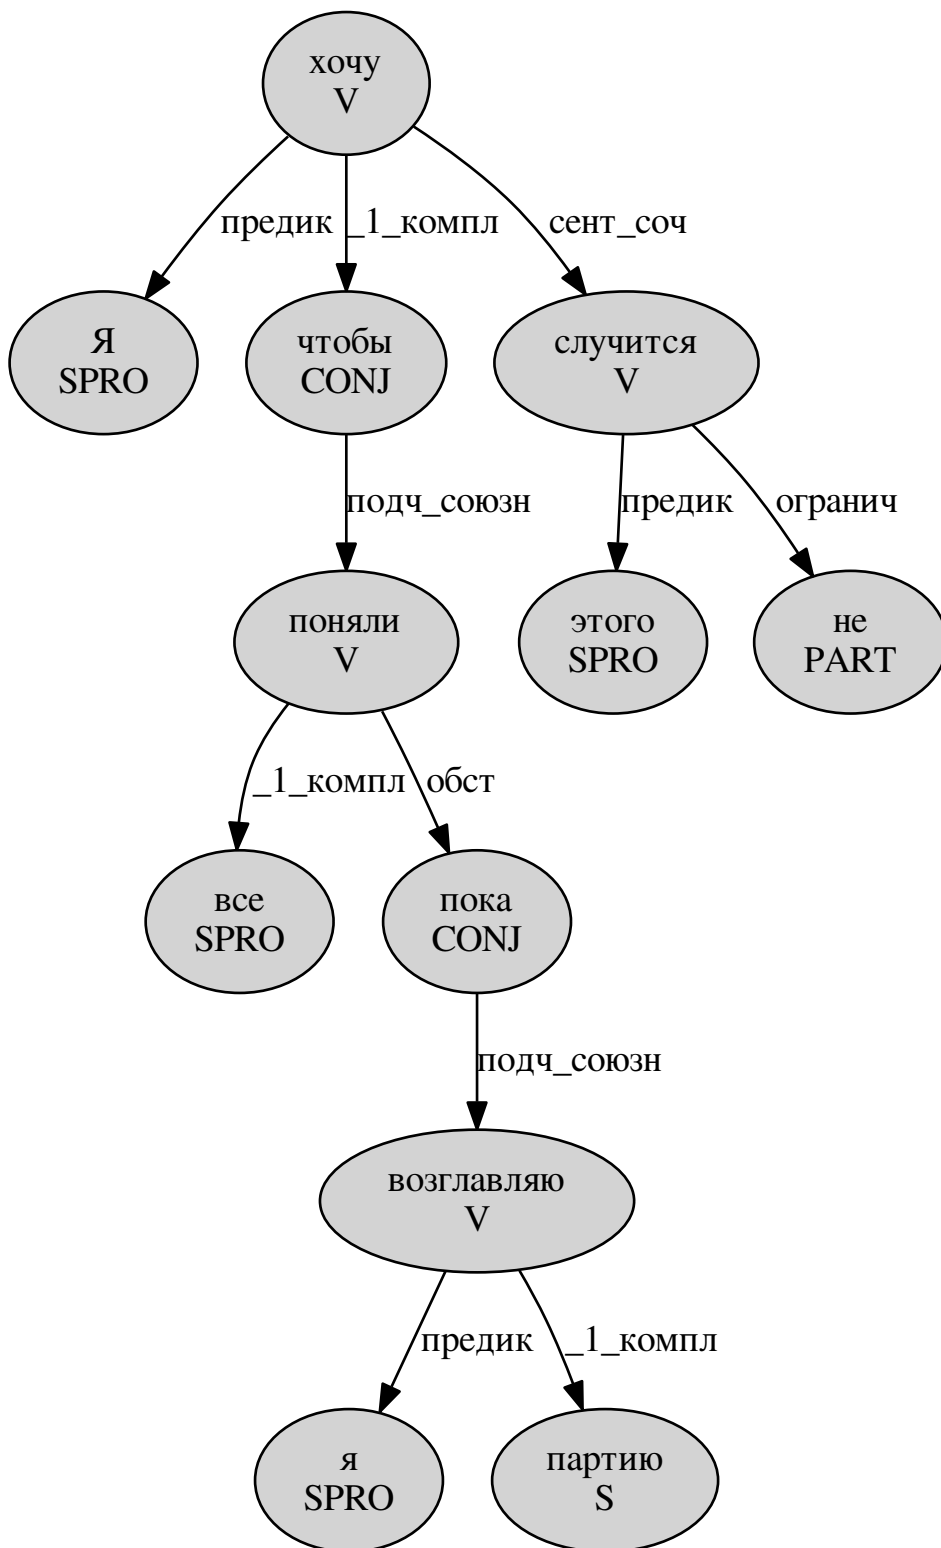 хочу
V
предик
_1_компл
сент_соч
Я
SPRO
чтобы
CONJ
случится
V
подч_союзн
предик
огранич
поняли
V
этого
SPRO
не
PART
_1_компл
обст
все
SPRO
пока
CONJ
подч_союзн
возглавляю
V
предик
_1_компл
я
SPRO
партию
S